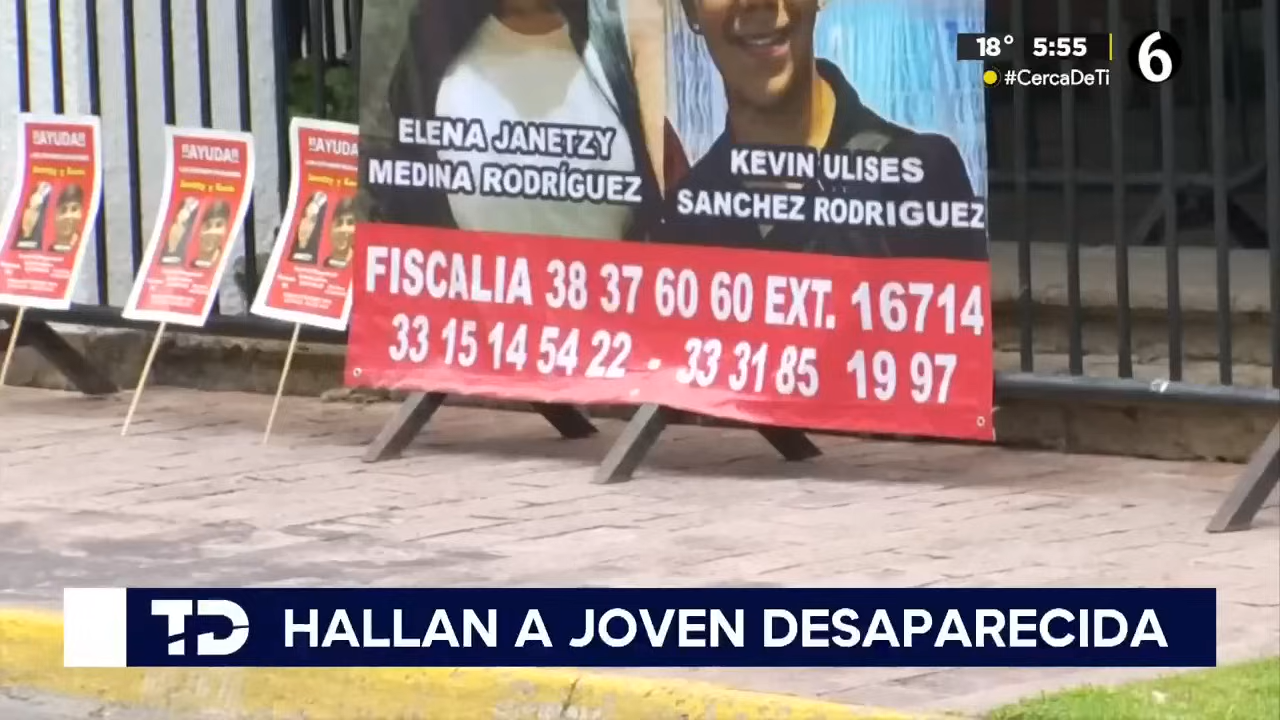 18° 5:55
#CercaDeTi
6
!!AYUDA!!
!!AYUDA!!
!!AYUDA
ELENA JANETZY
MEDINA RODRÍGUEZ
KEVIN ULISES
SANCHEZ RODRIGUEZ
FISCALIA 38 37 60 60 EXT. 16714
33 15 14 54 22 - 33 31 85 19 97
TD HALLAN A JOVEN DESAPARECIDA